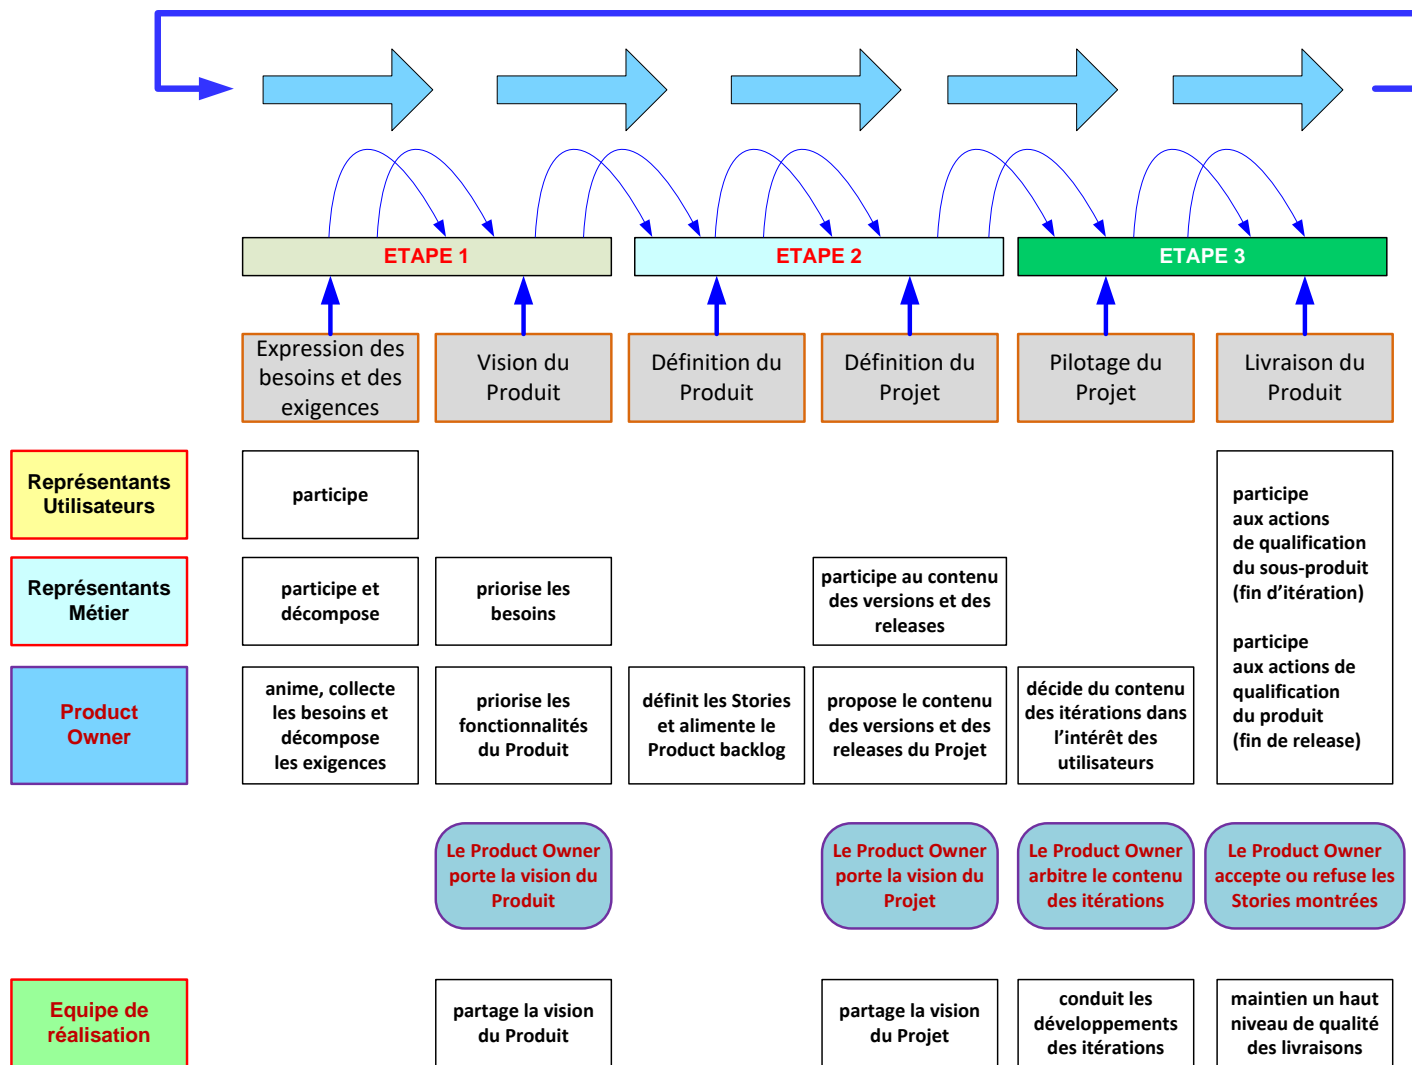 ETAPE 1
ETAPE 2
ETAPE 3
Expression des
besoins et des
exigences
Vision du
Produit
Définition du
Produit
Définition du
Projet
Pilotage du
Projet
Livraison du
Produit
Représentants
Utilisateurs
participe
participe
aux actions
de qualification
du sous-produit
(fin d'itération)
participe
aux actions de
qualification
du produit
(fin de release)
Représentants
Métier
participe et
décompose
priorise les
besoins
participe au contenu
des versions et des
releases
Product
Owner
anime, collecte
les besoins et
décompose
les exigences
priorise les
fonctionnalités
du Produit
définit les Stories
et alimente le
Product backlog
propose le contenu
des versions et des
releases du Projet
décide du contenu
des itérations dans
l'intérêt des
utilisateurs
Le Product Owner
porte la vision du
Produit
Le Product Owner
porte la vision du
Projet
Le Product Owner
arbitre le contenu
des itérations
Le Product Owner
accepte ou refuse les
Stories montrées
Equipe de
réalisation
partage la vision
du Produit
partage la vision
du Projet
conduit les
développements
des itérations
maintien un haut
niveau de qualité
des livraisons